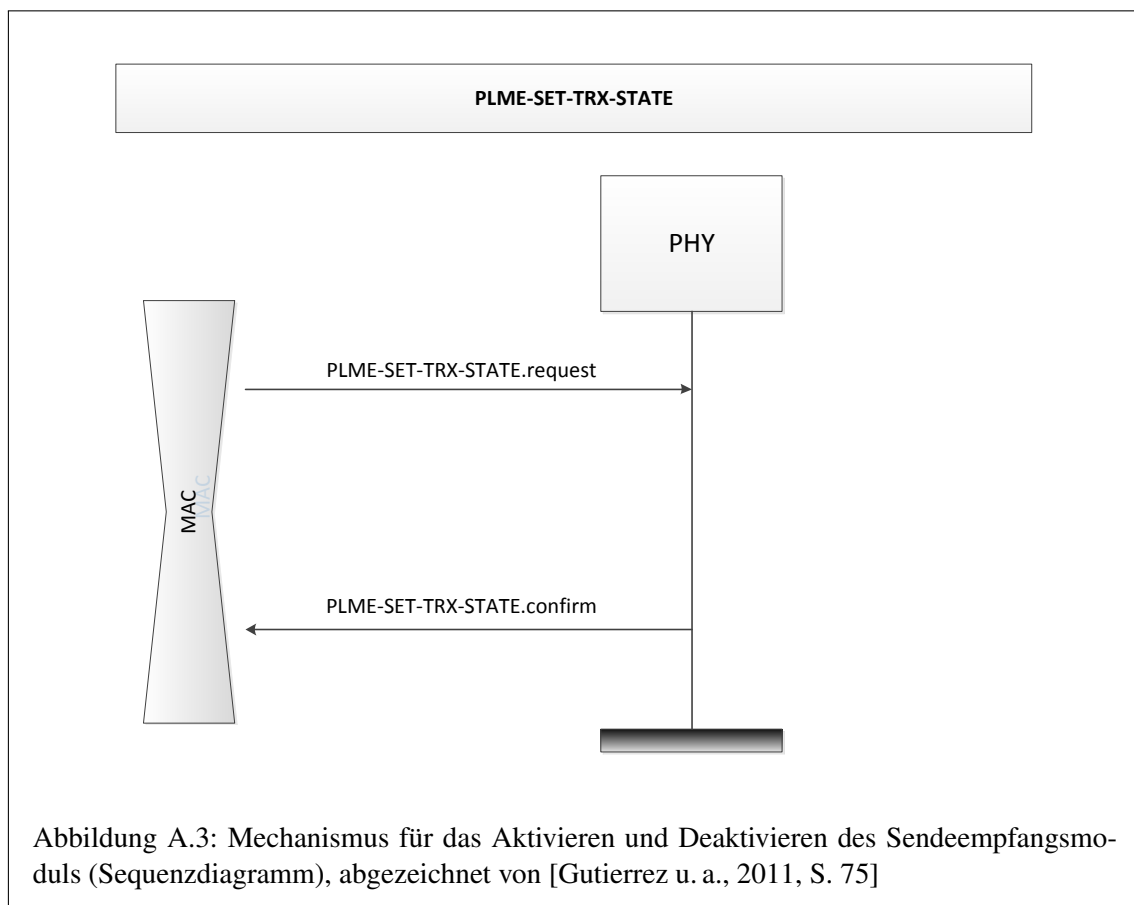 PLME-SET-TRX-STATE
PHY
PLME-SET-TRX-STATE.request
MAC
MAC
PLME-SET-TRX-STATE.confirm
Abbildung A.3: Mechanismus für das Aktivieren und Deaktivieren des Sendeempfangsmo-
duls (Sequenzdiagramm), abgezeichnet von [Gutierrez u. a., 2011, S. 75]